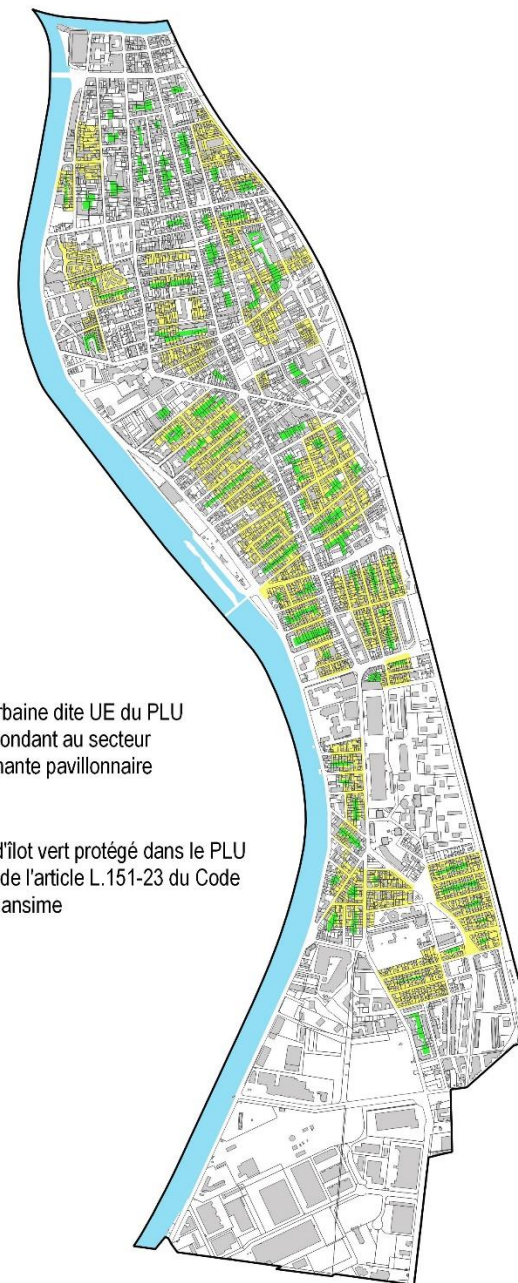 rbaine dite UE du PLU
ondant au secteur
nante pavillonnaire
d'îlot vert protégé dans le PLU
de l'article L.151-23 du Code
ansime